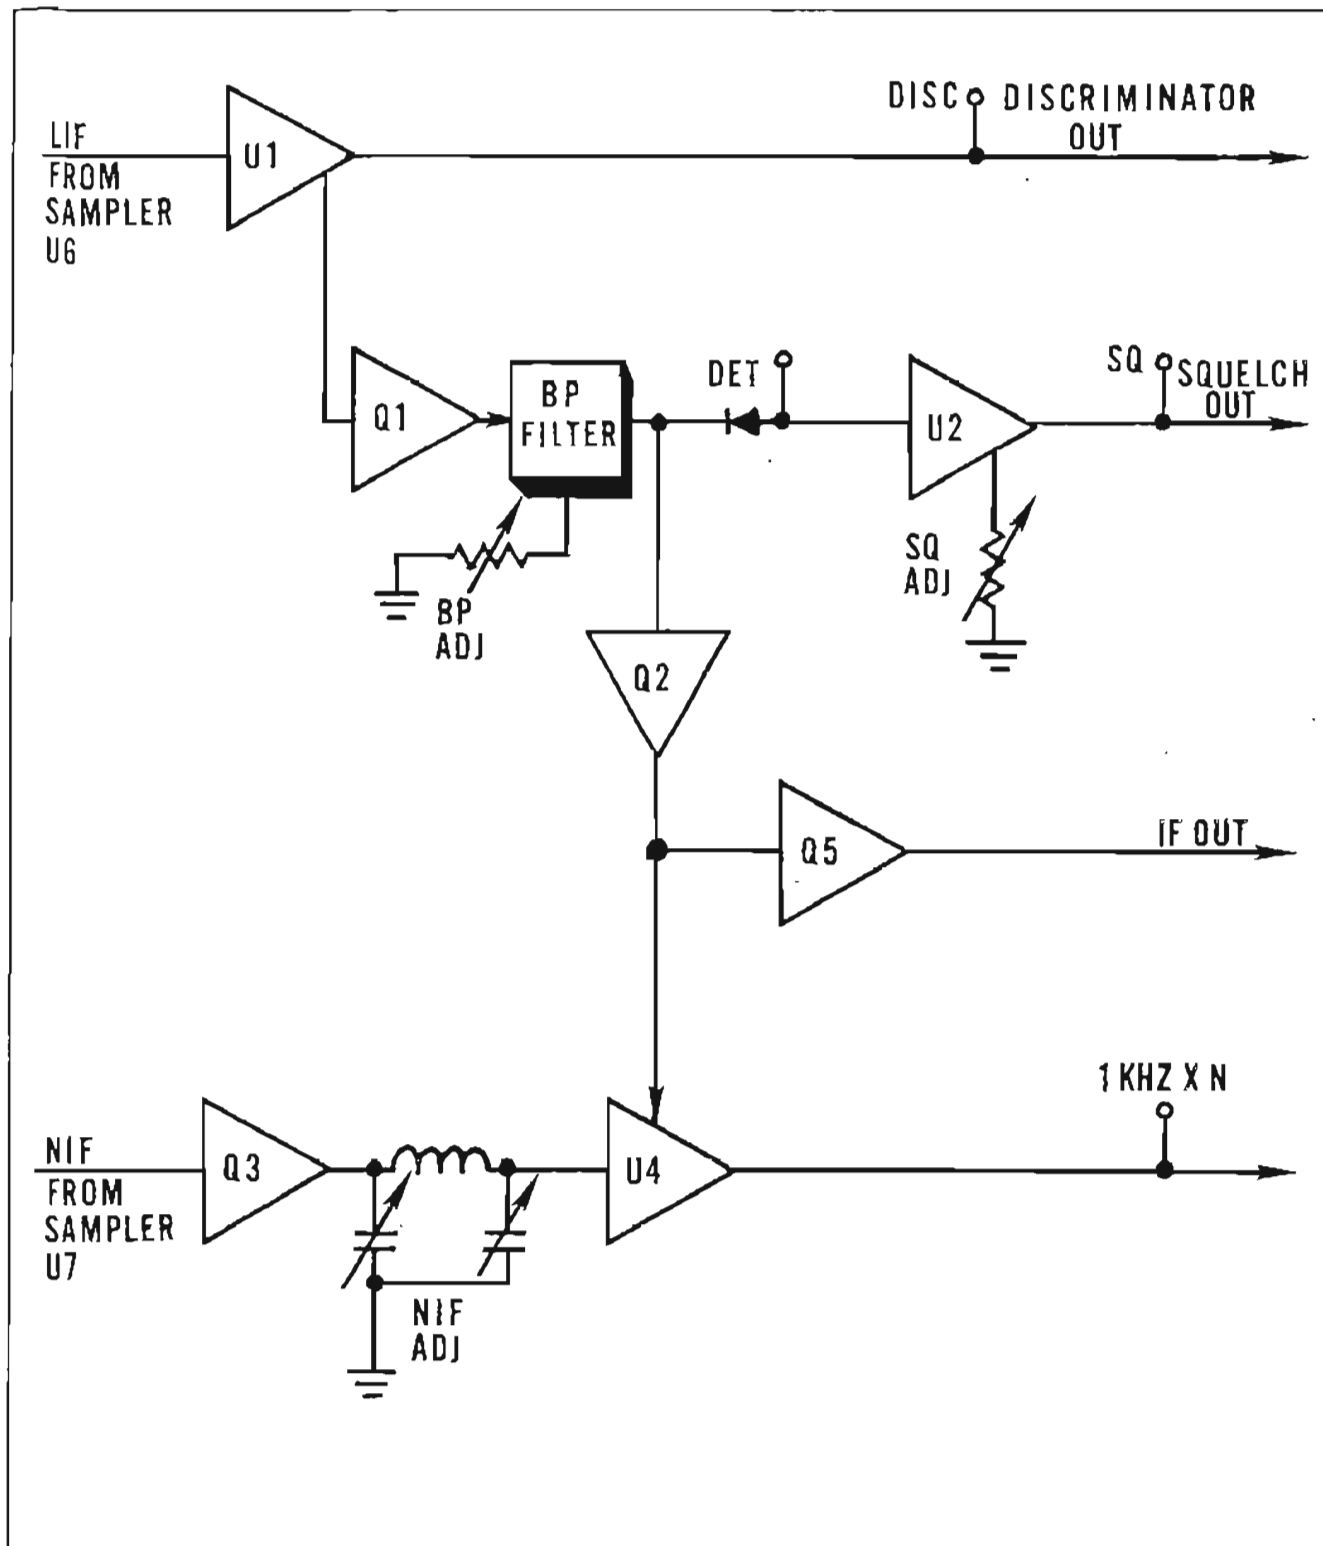 DISC
DISCRIMINATOR
OUT
LIF
FROM
SAMPLER
U6
U1
Q1
BP
FILTER
DET
U2
SQ
SQUELCH
OUT
BP
ADJ
SQ
ADJ
Q2
Q5
IF OUT
1 KHZ X N
NIF
FROM
SAMPLER
U7
Q3
U4
NIF
ADJ